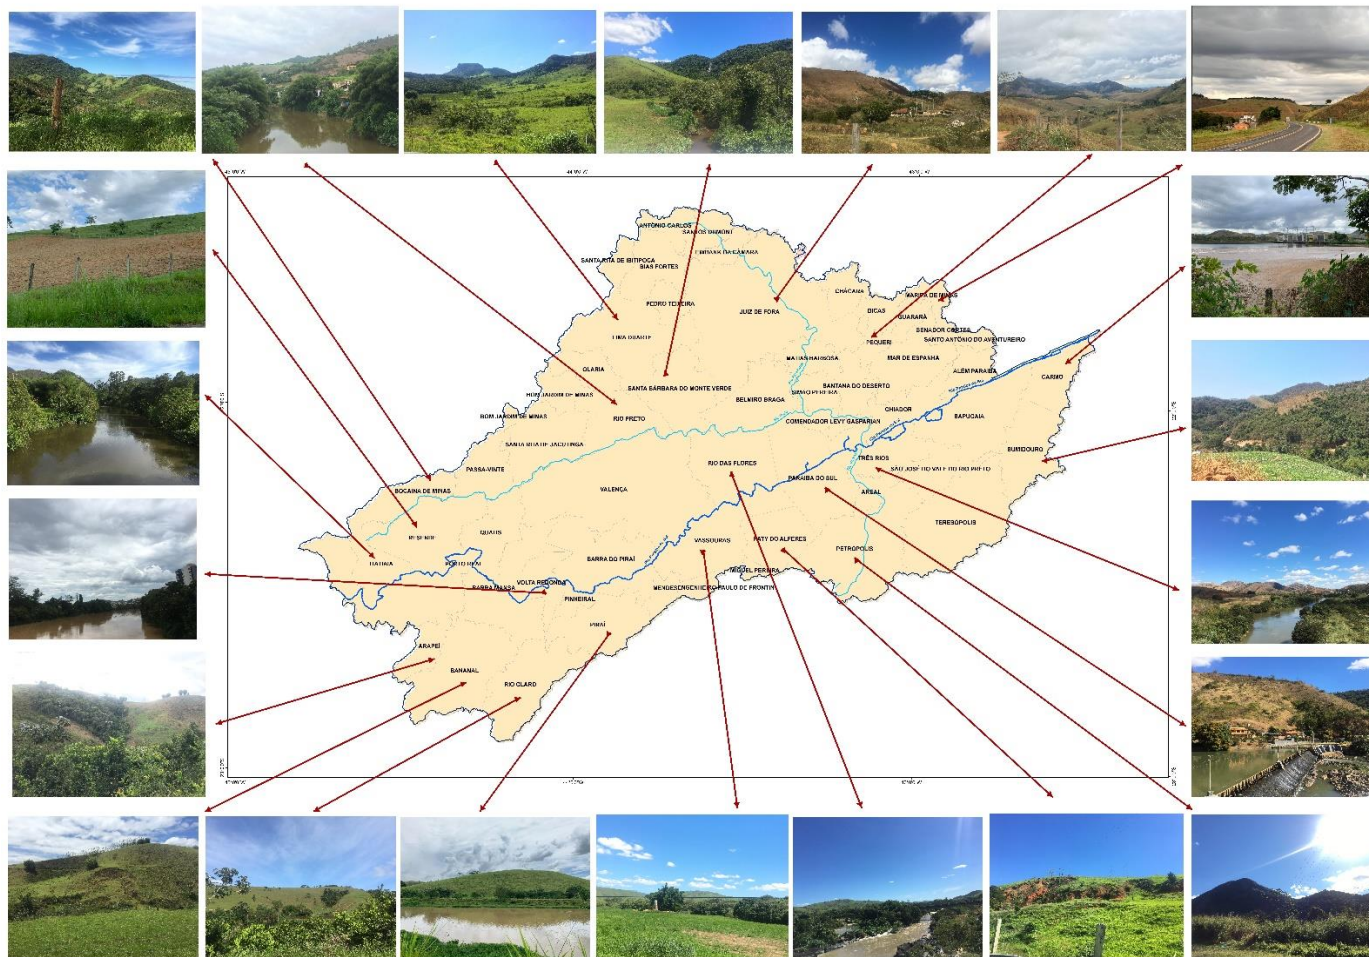 ANTÔNIO CARLOS
SANTOS DUMONT
EWBANK DA CÂMARA
SANTA RITA DE IBITIPOCA
BIAS FORTES
CHÁCARA
MARIPÁ DE MINAS
PEDRO TEIXEIRA
JUIZ DE FORA
BICAS
GUARARÁ
SENADOR CORTES
SANTO ANTÔNIO DO AVENTUREIRO
LIMA DUARTE
PEQUERI
MATIAS BARBOSA
MAR DE ESPANHA
OLARIA
ALÉM PARAÍBA
CARMO
SANTA BÁRBARA DO MONTE VERDE
SANTANA DO DESERTO
BOM JARDIM DE MINAS
SIMÃO PEREIRA
BELMIRO BRAGA
CHIADOR
SAPUCAIA
BOM JARDIM DE MINAS
RIO PRETO
COMENDADOR LEVY GASPARIAN
SANTA RITA DE JACUTINGA
SUMIDOURO
TRÊS RIOS
PASSA-VINTE
RIO DAS FLORES
SÃO JOSÉ DO VALE DO RIO PRETO
PARAÍBA DO SUL
BOCAINA DE MINAS
VALENÇA
AREAL
TERESÓPOLIS
RESENDE
QUATIS
VASSOURAS
PATY DO ALFERES
PETRÓPOLIS
ITATIAIA
PORTO REAL
BARRA DO PIRAÍ
MIGUEL PEREIRA
VOLTA REDONDA
BARRA MANSA
MENDES
ENGENHEIRO PAULO DE FRONTIN
PINHEIRAL
PIRAÍ
ARAPEÍ
BANANAL
RIO CLARO